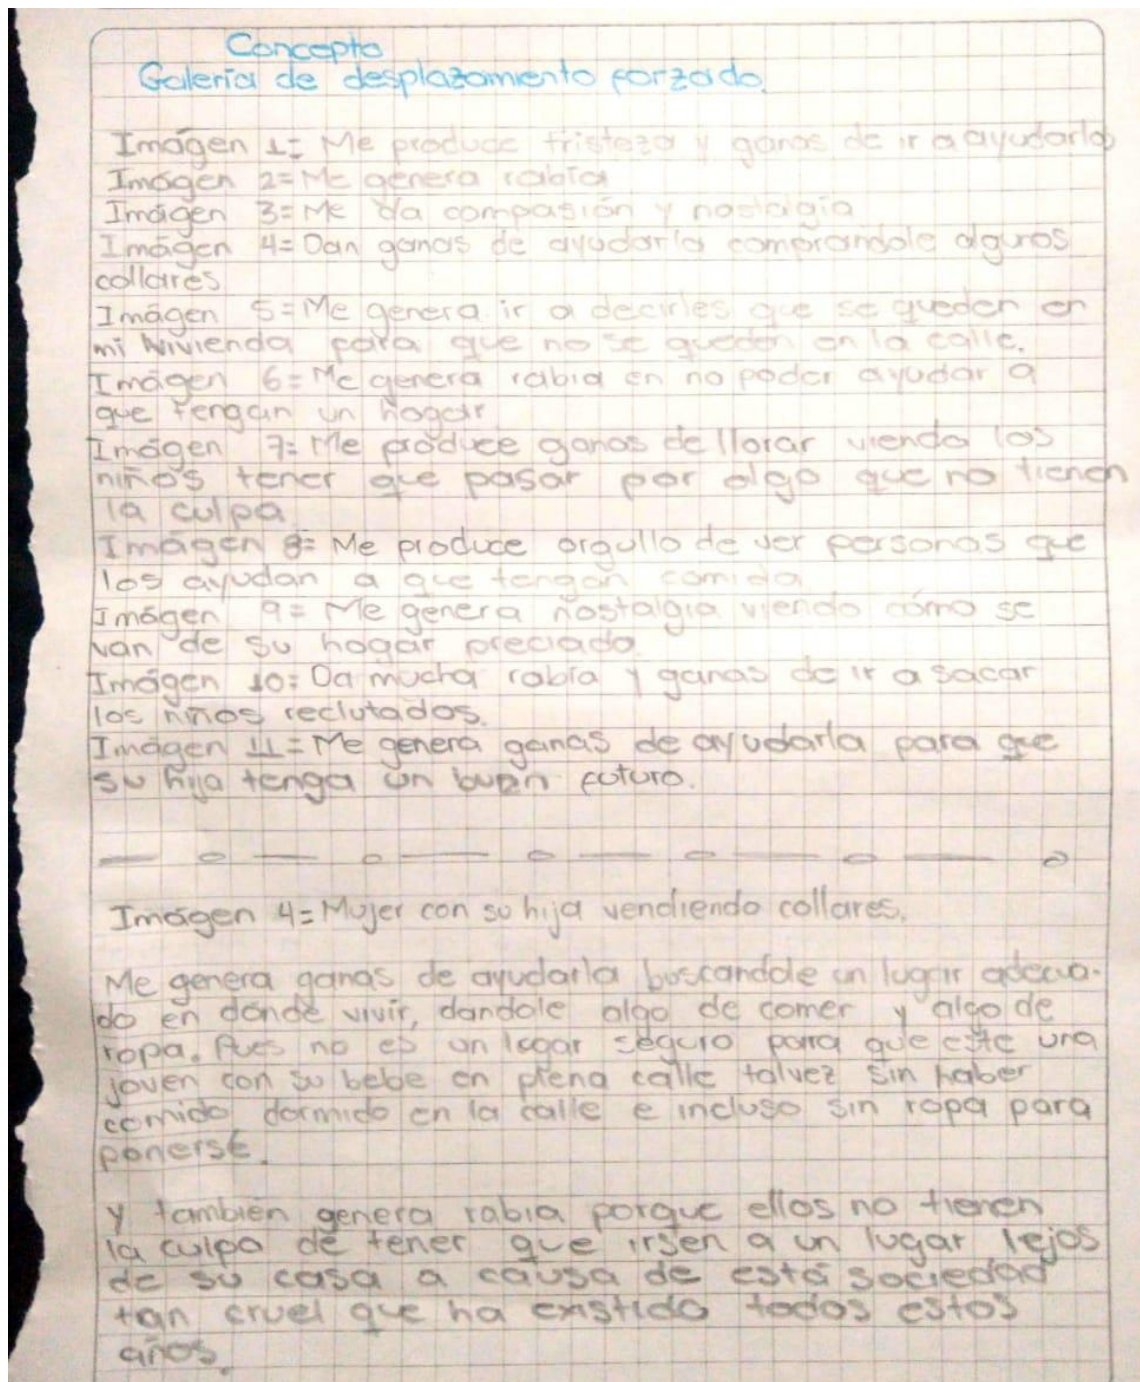 Concepto
Galería de desplazamiento forzado.
Imágen 1= Me produce tristeza y ganas de ir a ayudarlos
Imágen 2= Me genera rabia
Imágen 3= Me da compasión y nostalgia
Imágen 4= Dan ganas de ayudarla comprandole algunos
collares
Imágen 5= Me genera ir a decirles que se queden en
mi vivienda para que no se queden en la calle.
Imágen 6= Me genera rabia en no poder ayudar a
que tengan un hogar
Imágen 7= Me produce ganas de llorar viendo los
niños tener que pasar por algo que no tienen
la culpa
Imágen 8= Me produce orgullo de ver personas que
los ayudan a que tengan comida
Imágen 9= Me genera nostalgia viendo cómo se
van de su hogar preciado
Imágen 10= Da mucha rabia y ganas de ir a sacar
los niños reclutados.
Imágen 11= Me genera ganas de ayudarla para que
su hija tenga un buen futuro.
Imágen 4= Mujer con su hija vendiendo collares.
Me genera ganas de ayudarla buscandole un lugar adecua-
do en donde vivir, dandole algo de comer y algo de
ropa. Pues no es un lugar seguro para que este una
joven con su bebe en plena calle talvez sin haber
comido dormido en la calle e incluso sin ropa para
ponerse.
y también genera rabia porque ellos no tienen
la culpa de tener que irsen a un lugar lejos
de su casa a causa de esta sociedad
tan cruel que ha existido todos estos
años.